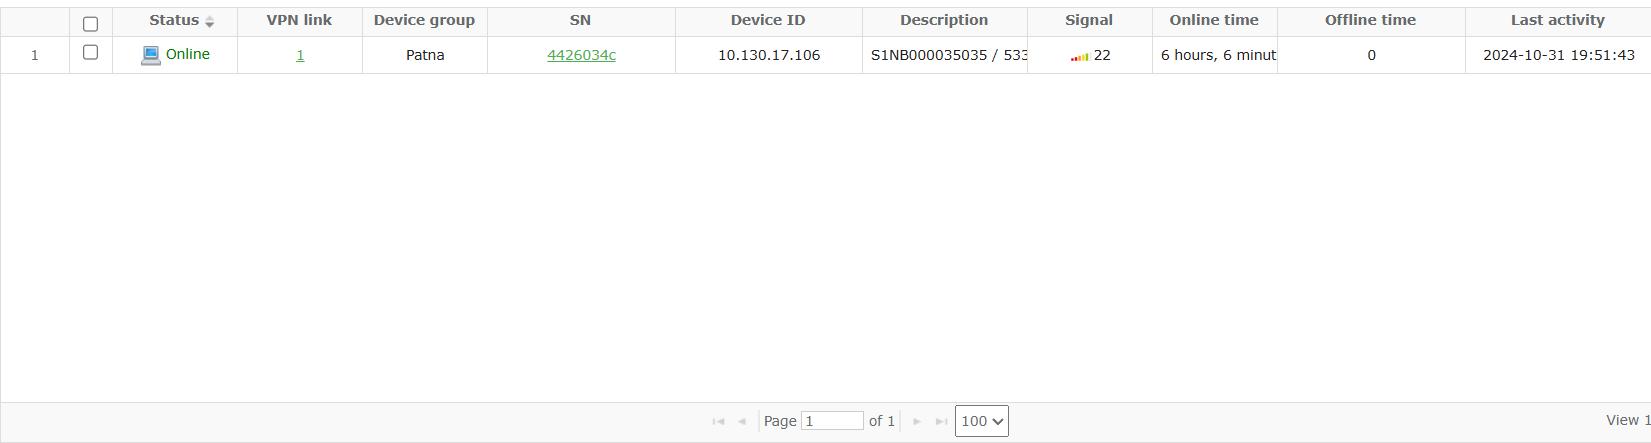 Status VPN link Device group SN Device ID Description Signal Online time Offline time Last activity
1 Online 1 Patna 4426034c 10.130.17.106 S1NB000035035 / 533 22 6 hours, 6 minut 0 2024-10-31 19:51:43
Page 1 of 1 100 View 1